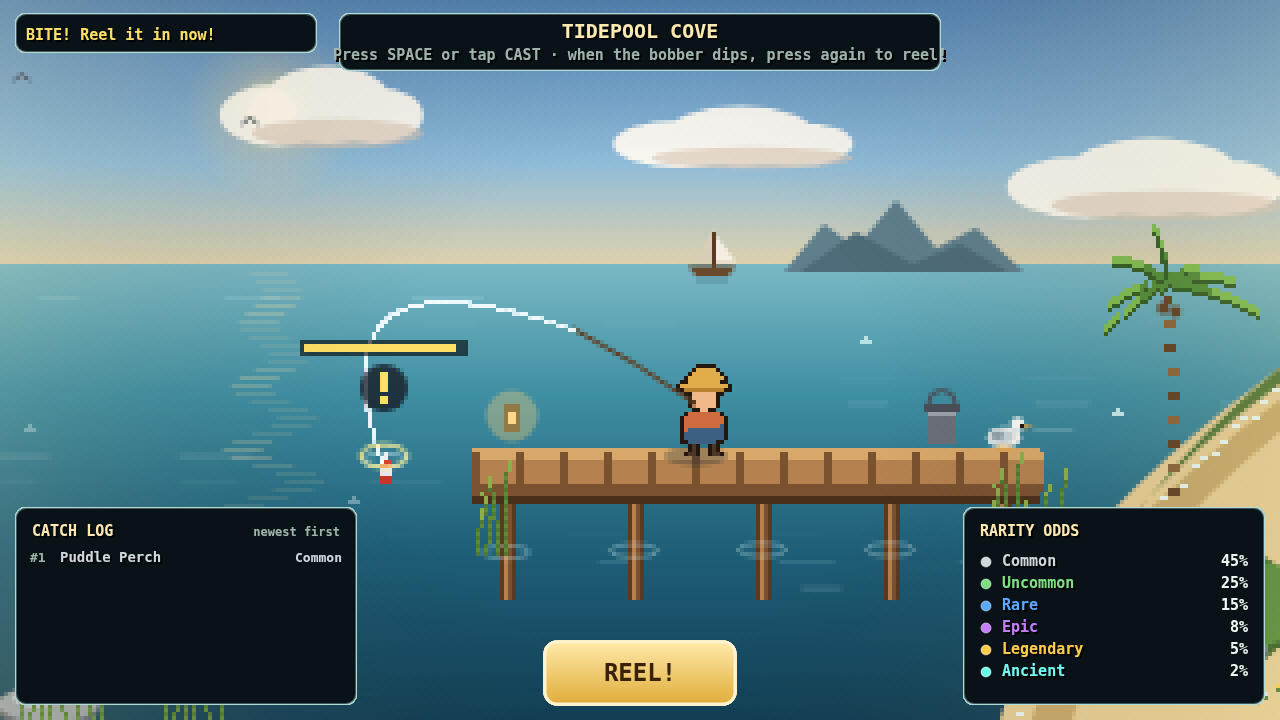 BITE! Reel it in now!
TIDEPOOL COVE
Press SPACE or tap CAST · when the bobber dips, press again to reel!
!
CATCH LOG newest first
#1 Puddle Perch Common
REEL!
RARITY ODDS
Common 45%
Uncommon 25%
Rare 15%
Epic 8%
Legendary 5%
Ancient 2%